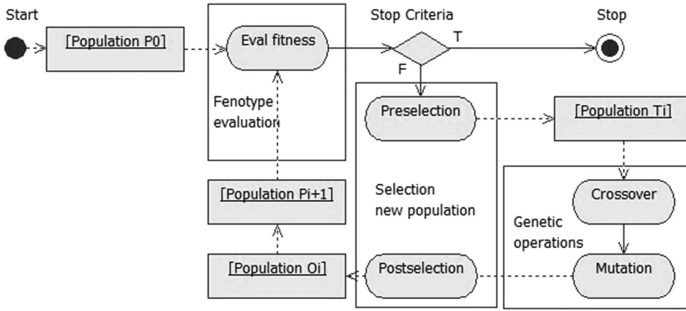 Start
Stop Criteria
Stop
[Population P0]
Eval fitness
T
F
Fenotype
evaluation
Preselection
[Population Ti]
[Population Pi+1]
Selection
new population
Crossover
Genetic
operations
[Population Oi]
Postselection
Mutation